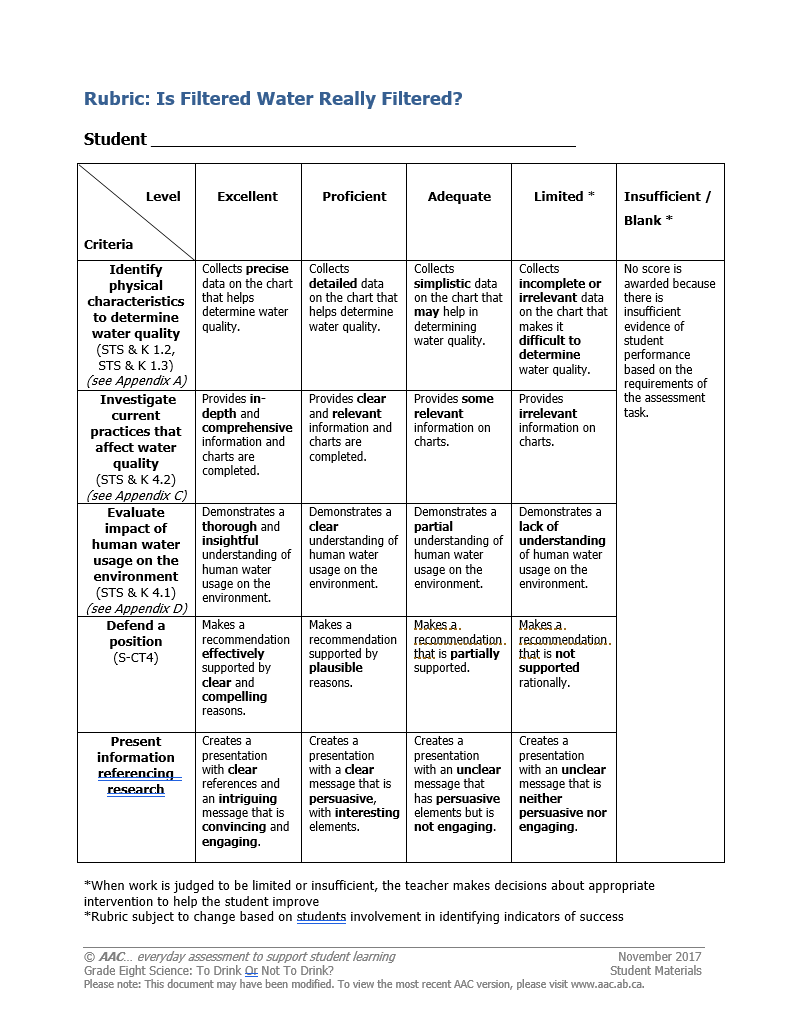 Rubric: Is Filtered Water Really Filtered?
Student
Level
Criteria
Excellent
Proficient
Adequate
Limited *
Insufficient /
Blank *
Identify
physical
characteristics
to determine
water quality
(STS & K 1.2,
STS & K 1.3)
(see Appendix A)
Collects precise
data on the chart
that helps
determine water
quality.
Collects
detailed data
on the chart that
helps determine
water quality.
Collects
simplistic data
on the chart that
may help in
determining
water quality.
Collects
incomplete or
irrelevant data
on the chart that
makes it
difficult to
determine
water quality.
No score is
awarded because
there is
insufficient
evidence of
student
performance
based on the
requirements of
the assessment
task.
Investigate
current
practices that
affect water
quality
(STS & K 4.2)
(see Appendix C)
Provides in-
depth and
comprehensive
information and
charts are
completed.
Provides clear
and relevant
information and
charts are
completed.
Provides some
relevant
information on
charts.
Provides
irrelevant
information on
charts.
Evaluate
impact of
human water
usage on the
environment
(STS & K 4.1)
(see Appendix D)
Demonstrates a
thorough and
insightful
understanding of
human water
usage on the
environment.
Demonstrates a
clear
understanding of
human water
usage on the
environment.
Demonstrates a
partial
understanding of
human water
usage on the
environment.
Demonstrates a
lack of
understanding
of human water
usage on the
environment.
Defend a
position
(S-CT4)
Makes a
recommendation
effectively
supported by
clear and
compelling
reasons.
Makes a
recommendation
supported by
plausible
reasons.
Makes a
recommendation
that is partially
supported.
Makes a
recommendation
that is not
supported
rationally.
Present
information
referencing
research
Creates a
presentation
with clear
references and
an intriguing
message that is
convincing and
engaging.
Creates a
presentation
with a clear
message that is
persuasive,
with interesting
elements.
Creates a
presentation
with an unclear
message that
has persuasive
elements but is
not engaging.
Creates a
presentation
with an unclear
message that is
neither
persuasive nor
engaging.
*When work is judged to be limited or insufficient, the teacher makes decisions about appropriate
intervention to help the student improve
*Rubric subject to change based on students involvement in identifying indicators of success
© AAC... everyday assessment to support student learning
November 2017
Grade Eight Science: To Drink Or Not To Drink?
Student Materials
Please note: This document may have been modified. To view the most recent AAC version, please visit www.aac.ab.ca.